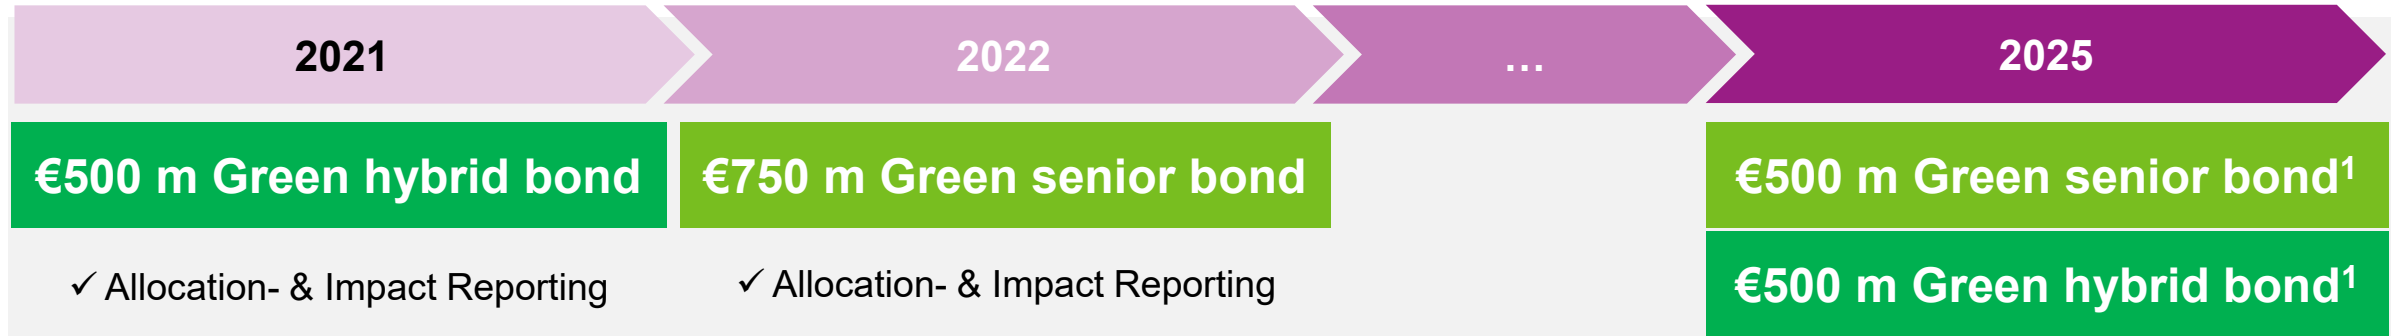 2021
2022
…
2025
€500 m Green hybrid bond
€750 m Green senior bond
€500 m Green senior bond¹
✓ Allocation- & Impact Reporting
✓ Allocation- & Impact Reporting
€500 m Green hybrid bond¹